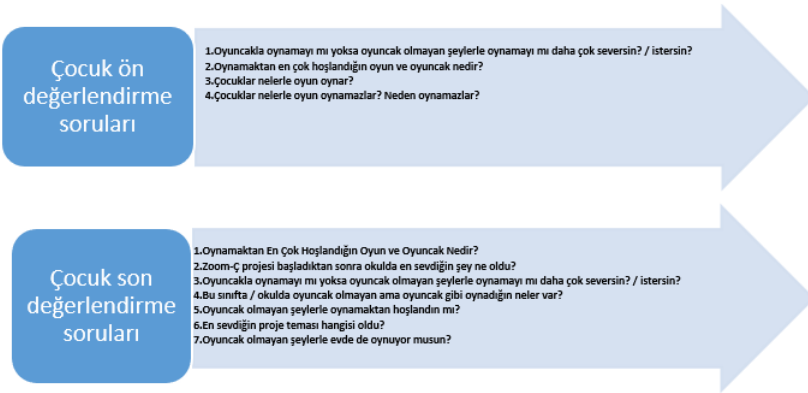 Çocuk ön
değerlendirme
soruları
1.Oyuncakla oynamayı mı yoksa oyuncak olmayan şeylerle oynamayı mı daha çok seversin? / istersin?
2.Oynamaktan en çok hoşlandığın oyun ve oyuncak nedir?
3.Çocuklar nelerle oyun oynar?
4.Çocuklar nelerle oyun oynamazlar? Neden oynamazlar?
Çocuk son
değerlendirme
soruları
1.Oynamaktan En Çok Hoşlandığın Oyun ve Oyuncak Nedir?
2.Zoom-Ç projesi başladıktan sonra okulda en sevdiğin şey ne oldu?
3.Oyuncakla oynamayı mı yoksa oyuncak olmayan şeylerle oynamayı mı daha çok seversin? / istersin?
4.Bu sınıfta / okulda oyuncak olmayan ama oyuncak gibi oynadığın neler var?
5.Oyuncak olmayan şeylerle oynamaktan hoşlandın mı?
6.En sevdiğin proje teması hangisi oldu?
7.Oyuncak olmayan şeylerle evde de oynuyor musun?